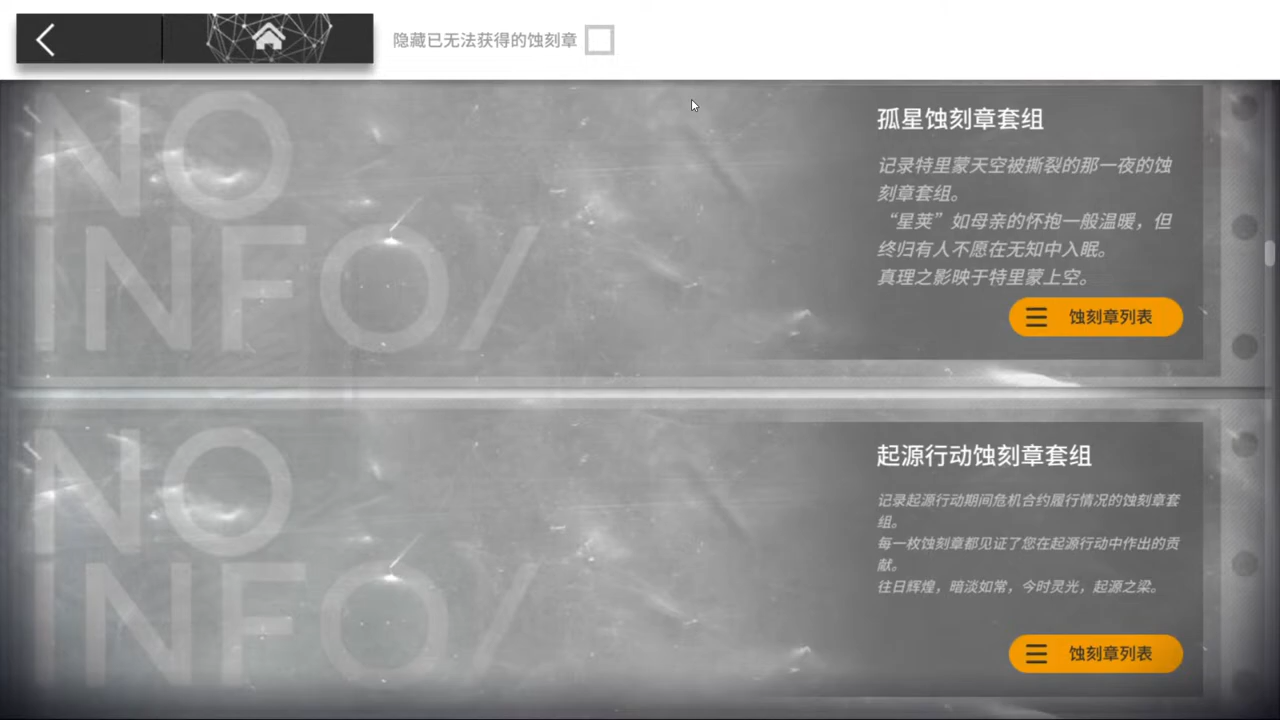 隐藏已无法获得的蚀刻章
NO
INFO/
孤星蚀刻章套组
记录特里蒙天空被撕裂的那一夜的蚀
刻章套组。
“星荚”如母亲的怀抱一般温暖，但
终归有人不愿在无知中入眠。
真理之影映于特里蒙上空。
蚀刻章列表
NO
INFO/
起源行动蚀刻章套组
记录起源行动期间危机合约履行情况的蚀刻章套
组。
每一枚蚀刻章都见证了您在起源行动中作出的贡
献。
往日辉煌，暗淡如常，今时灵光，起源之梁。
蚀刻章列表